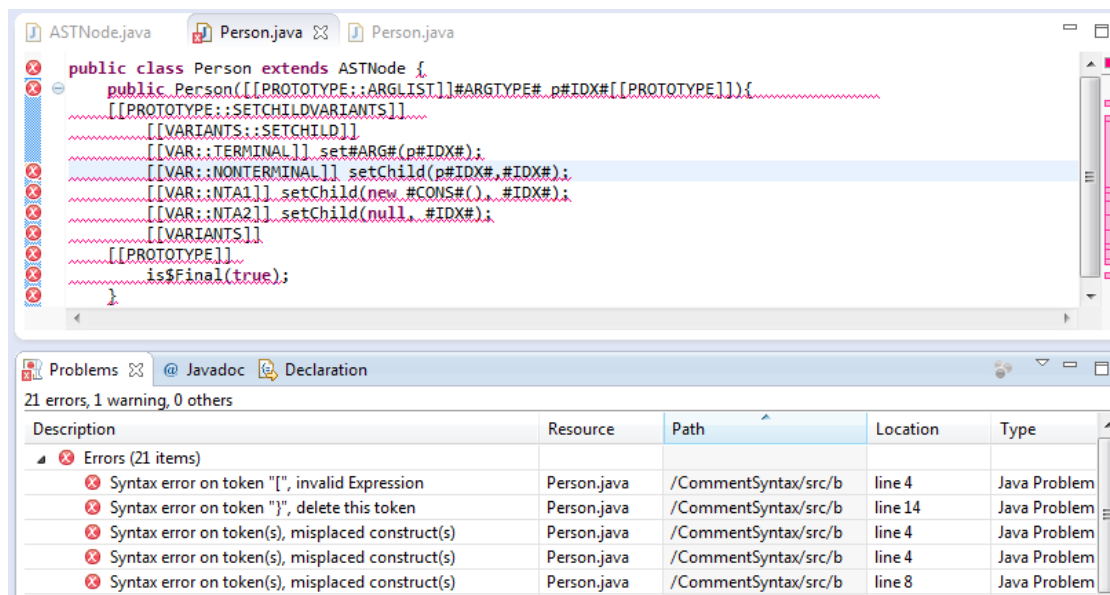 ASTNode.java Person.java Person.java
public class Person extends ASTNode {
public Person([[PROTOTYPE::ARGLIST]]#ARGTYPE# p#IDX#[[PROTOTYPE]]){
[[PROTOTYPE::SETCHILDVARIANTS]]
[[VARIANTS::SETCHILD]]
[[VAR::TERMINAL]] set#ARG#(p#IDX#);
[[VAR::NONTERMINAL]] setChild(p#IDX#,#IDX#);
[[VAR::NTA1]] setChild(new #CONS#(), #IDX#);
[[VAR::NTA2]] setChild(null, #IDX#);
[[VARIANTS]]
[[PROTOTYPE]]
is$Final(true);
}
Problems @ Javadoc Declaration
21 errors, 1 warning, 0 others
Description Resource Path Location Type
Errors (21 items)
Syntax error on token "[", invalid Expression Person.java /CommentSyntax/src/b line 4 Java Problem
Syntax error on token "}", delete this token Person.java /CommentSyntax/src/b line 14 Java Problem
Syntax error on token(s), misplaced construct(s) Person.java /CommentSyntax/src/b line 4 Java Problem
Syntax error on token(s), misplaced construct(s) Person.java /CommentSyntax/src/b line 4 Java Problem
Syntax error on token(s), misplaced construct(s) Person.java /CommentSyntax/src/b line 8 Java Problem